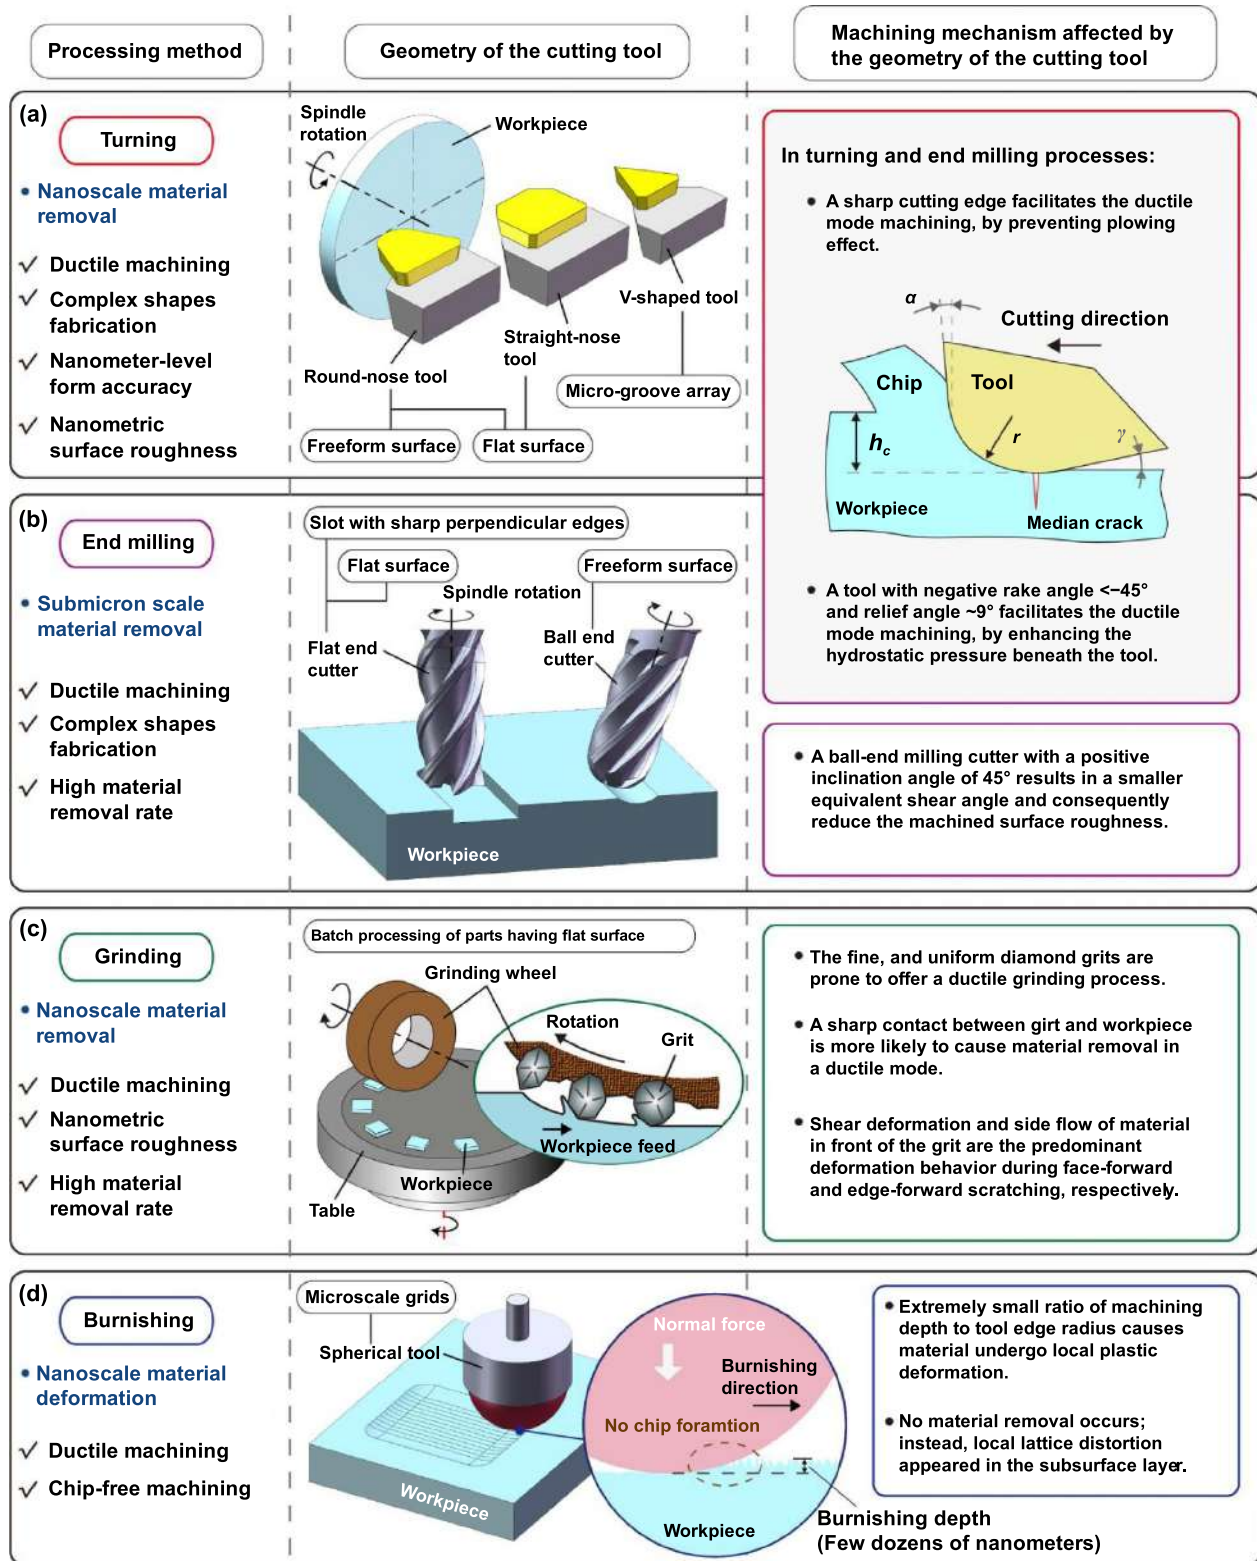 Processing method
Geometry of the cutting tool
Machining mechanism affected by
the geometry of the cutting tool
(a)
Turning
• Nanoscale material
removal
√ Ductile machining
√ Complex shapes
fabrication
√ Nanometer-level
form accuracy
√ Nanometric
surface roughness
Spindle
rotation
Workpiece
V-shaped tool
Straight-nose
tool
Round-nose tool
Micro-groove array
Freeform surface
Flat surface
In turning and end milling processes:
• A sharp cutting edge facilitates the ductile
mode machining, by preventing plowing
effect.
α
Cutting direction
Chip
Tool
hc
r
γ
Workpiece
Median crack
• A tool with negative rake angle <−45°
and relief angle ~9° facilitates the ductile
mode machining, by enhancing the
hydrostatic pressure beneath the tool.
(b)
End milling
• Submicron scale
material removal
√ Ductile machining
√ Complex shapes
fabrication
√ High material
removal rate
Slot with sharp perpendicular edges
Flat surface
Freeform surface
Spindle rotation
Flat end
cutter
Ball end
cutter
Workpiece
• A ball-end milling cutter with a positive
inclination angle of 45° results in a smaller
equivalent shear angle and consequently
reduce the machined surface roughness.
(c)
Grinding
• Nanoscale material
removal
√ Ductile machining
√ Nanometric
surface roughness
√ High material
removal rate
Batch processing of parts having flat surface
Grinding wheel
Rotation
Grit
Workpiece feed
Workpiece
Table
• The fine, and uniform diamond grits are
prone to offer a ductile grinding process.
• A sharp contact between girt and workpiece
is more likely to cause material removal in
a ductile mode.
• Shear deformation and side flow of material
in front of the grit are the predominant
deformation behavior during face-forward
and edge-forward scratching, respectively.
(d)
Burnishing
• Nanoscale material
deformation
√ Ductile machining
√ Chip-free machining
Microscale grids
Spherical tool
Workpiece
Normal force
Burnishing
direction
No chip foramtion
Workpiece
Burnishing depth
(Few dozens of nanometers)
• Extremely small ratio of machining
depth to tool edge radius causes
material undergo local plastic
deformation.
• No material removal occurs;
instead, local lattice distortion
appeared in the subsurface layer.